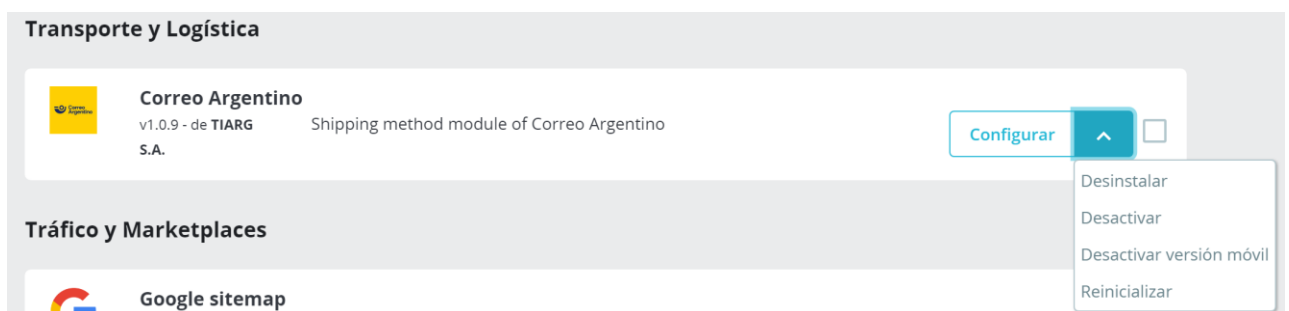 Transporte y Logística
Correo Argentino
v1.0.9 - de TIARG
Shipping method module of Correo Argentino
S.A.
Configurar
Desinstalar
Desactivar
Desactivar versión móvil
Reinicializar
Tráfico y Marketplaces
Google sitemap